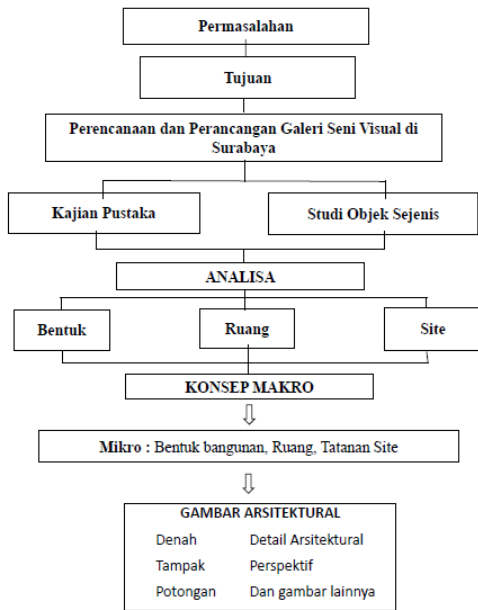 Permasalahan
Tujuan
Perencanaan dan Perancangan Galeri Seni Visual di
Surabaya
Kajian Pustaka
Studi Objek Sejenis
ANALISA
Bentuk
Ruang
Site
KONSEP MAKRO
Mikro : Bentuk bangunan, Ruang, Tatanan Site
GAMBAR ARSITEKTURAL
Denah Detail Arsitektural
Tampak Perspektif
Potongan Dan gambar lainnya